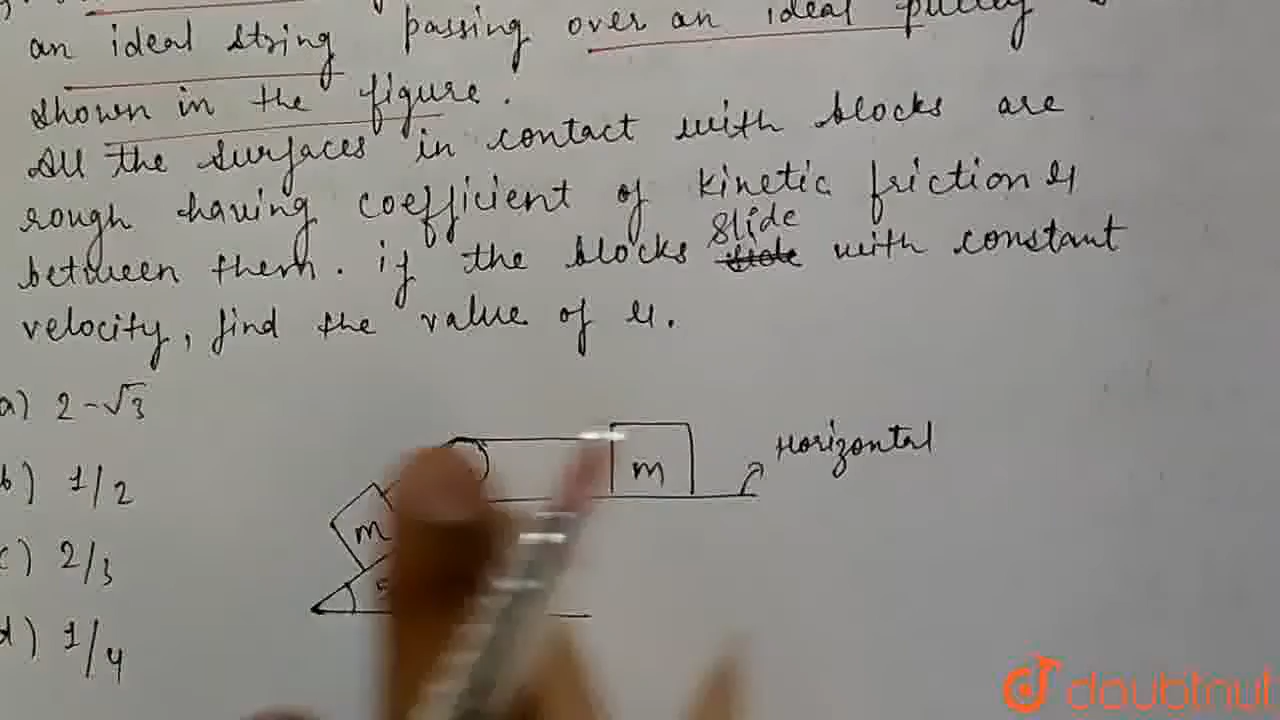 an ideal string passing over an ideal pulley
shown in the figure.
All the surfaces in contact with blocks are
rough having coefficient of kinetic friction μ
between them. if the blocks slide with constant
velocity, find the value of μ.
a) 2-√3
b) 1/2
c) 2/3
d) 1/4
m
Horizontal
m
doubtnut